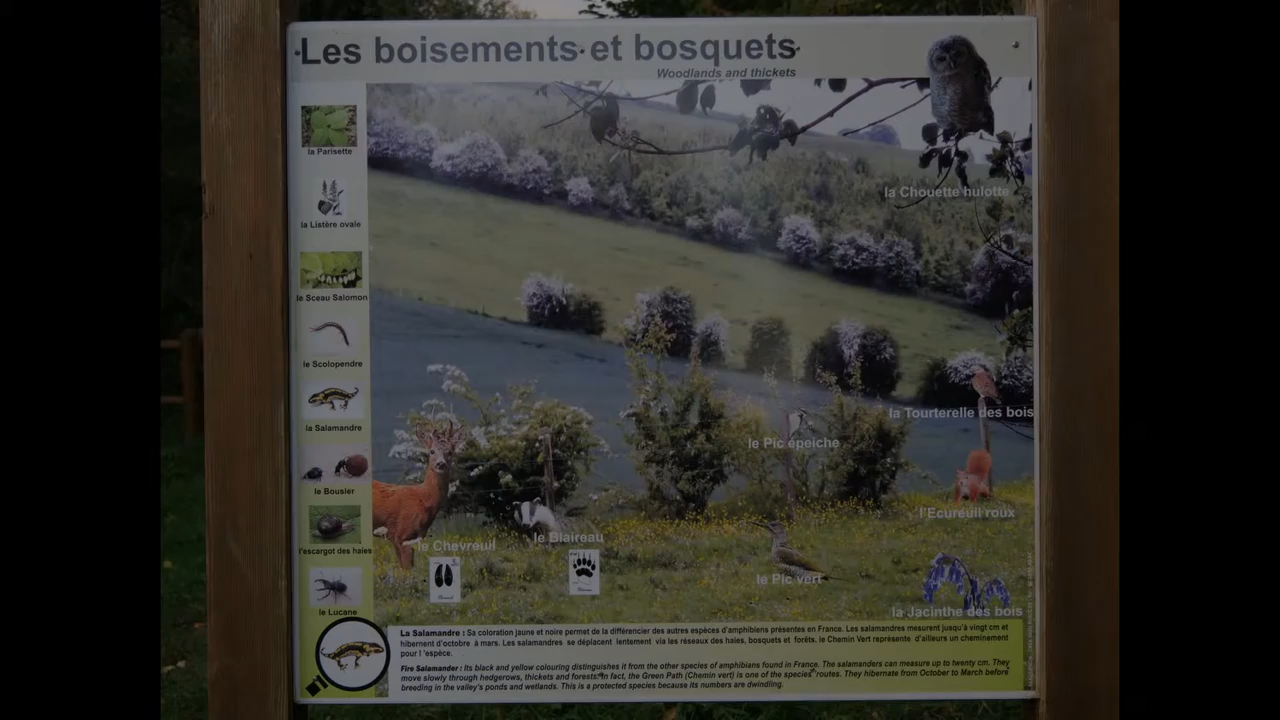 Les boisements et bosquets
Woodlands and thickets
la Parisette
la Listère ovale
le Sceau Salomon
le Scolopendre
la Salamandre
le Bousier
l'escargot des haies
le Lucane
la Chouette hulotte
la Tourterelle des bois
le Pic épeiche
l'Ecureuil roux
le Chevreuil
le Blaireau
le Pic vert
la Jacinthe des bois
La Salamandre : Sa coloration jaune et noire permet de la différencier des autres espèces d'amphibiens présentes en France. Les salamandres mesurent jusqu'à vingt cm et
hibernent d'octobre à mars. Les salamandres se déplacent lentement via les réseaux des haies, bosquets et forêts, le Chemin Vert représente d'ailleurs un cheminement
pour l'espèce.
Fire Salamander : Its black and yellow colouring distinguishes it from the other species of amphibians found in France. The salamanders can measure up to twenty cm. They
move slowly through hedgerows, thickets and forests. In fact, the Green Path (Chemin vert) is one of the species' routes. They hibernate from October to March before
breeding in the valley's ponds and wetlands. This is a protected species because its numbers are dwindling.